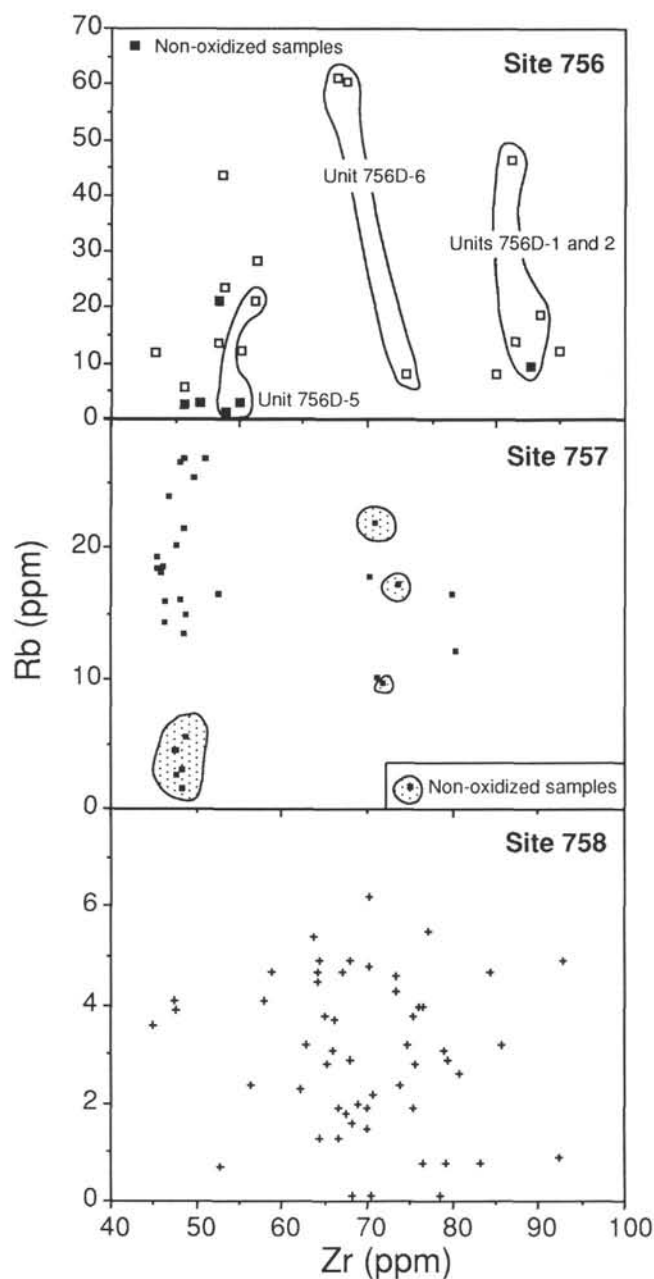 70
Non-oxidized samples
Site 756
60
50
Unit 756D-6
40
Units 756D-1 and 2
30
20
10
Unit 756D-5
0
Site 757
20
Rb (ppm)
10
Non-oxidized samples
0
Site 758
6
4
2
0
40 50 60 70 80 90 100
Zr (ppm)